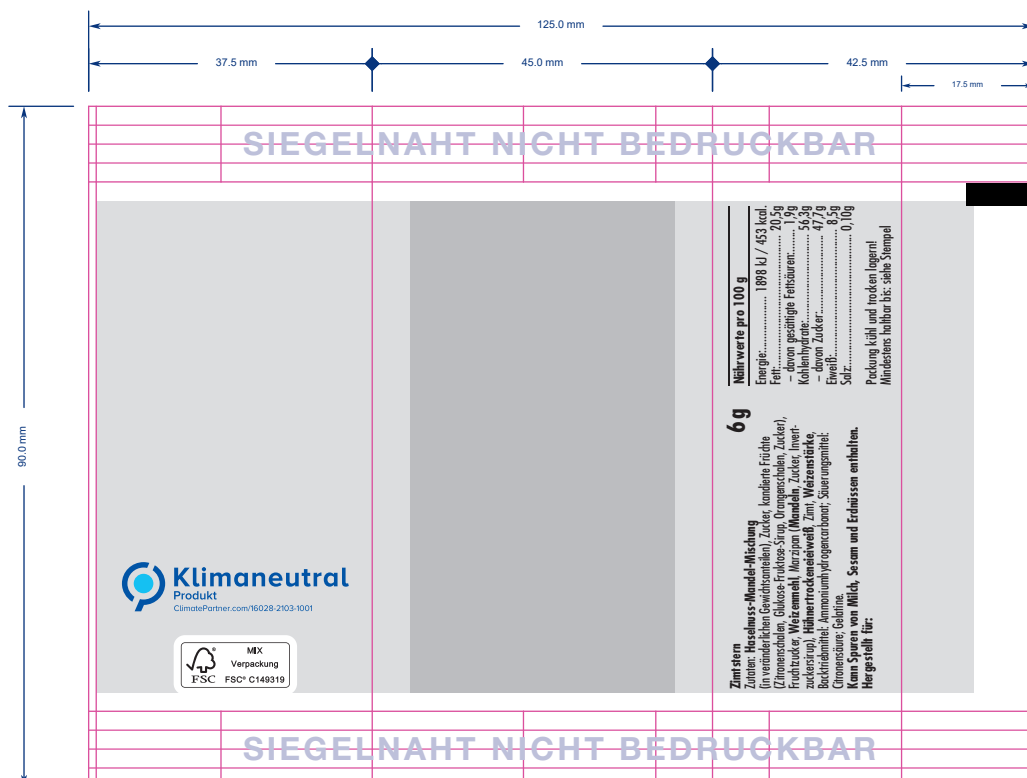 125.0 mm
37.5 mm
45.0 mm
42.5 mm
17.5 mm
90.0 mm
SIEGELNAHT NICHT BEDRUCKBAR
Klimaneutral
Produkt
ClimatePartner.com/16028-2103-1001
FSC
MIX
Verpackung
FSC® C149319
Zimtstern
Zutaten: Haselnuss-Mandel-Mischung
(in veränderlichen Gewichtsanteilen), Zucker, kandierte Früchte
(Zitronenschalen, Glukose-Fruktose-Sirup, Orangenschalen, Zucker),
Fruchtzucker, Weizenmehl, Marzipan (Mandeln, Zucker, Invert-
zuckersirup), Hühnertrockeneieiweiß, Zimt, Weizenstärke,
Backtriebmittel: Ammoniumhydrogencarbonat; Säuerungsmittel:
Citronensäure; Gelatine.
Kann Spuren von Milch, Sesam und Erdnüssen enthalten.
Hergestellt für:
6g
Nährwerte pro 100 g
Energie:................ 1898 kJ / 453 kcal.
Fett:........................................ 20,5g
– davon gesättigte Fettsäuren:....... 1,9g
Kohlenhydrate:......................... 56,3g
– davon Zucker:........................ 47,7g
Eiweiß:..................................... 8,5g
Salz:........................................ 0,10g
Packung kühl und trocken lagern!
Mindestens haltbar bis: siehe Stempel
SIEGELNAHT NICHT BEDRUCKBAR